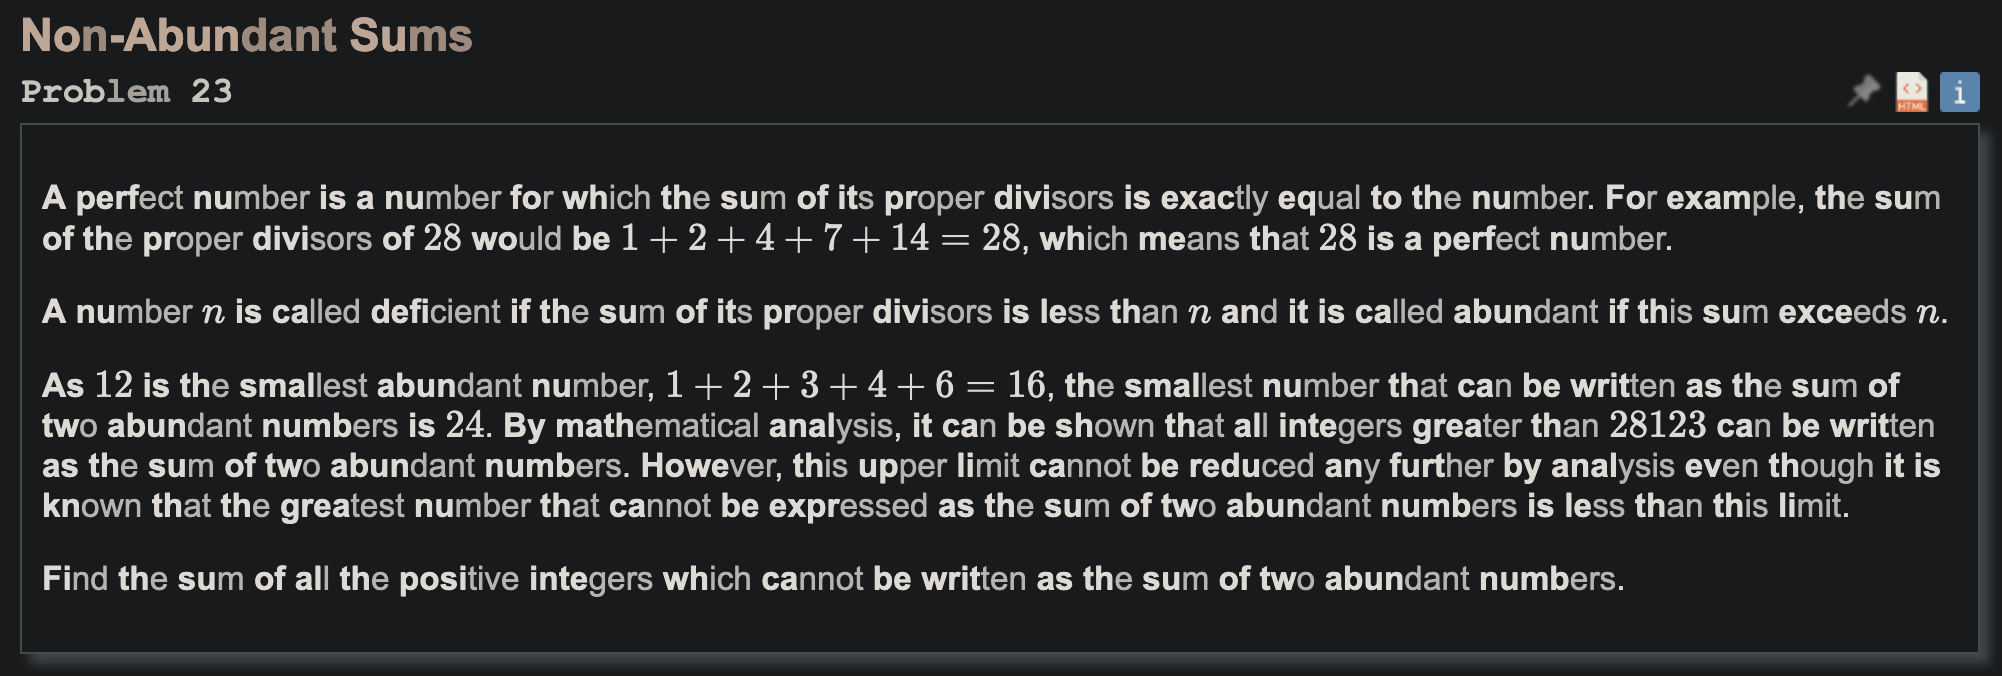 Non-Abundant Sums
Problem 23
HTML
i
A perfect number is a number for which the sum of its proper divisors is exactly equal to the number. For example, the sum
of the proper divisors of 28 would be 1 + 2 + 4 + 7 + 14 = 28, which means that 28 is a perfect number.
A number n is called deficient if the sum of its proper divisors is less than n and it is called abundant if this sum exceeds n.
As 12 is the smallest abundant number, 1 + 2 + 3 + 4 + 6 = 16, the smallest number that can be written as the sum of
two abundant numbers is 24. By mathematical analysis, it can be shown that all integers greater than 28123 can be written
as the sum of two abundant numbers. However, this upper limit cannot be reduced any further by analysis even though it is
known that the greatest number that cannot be expressed as the sum of two abundant numbers is less than this limit.
Find the sum of all the positive integers which cannot be written as the sum of two abundant numbers.